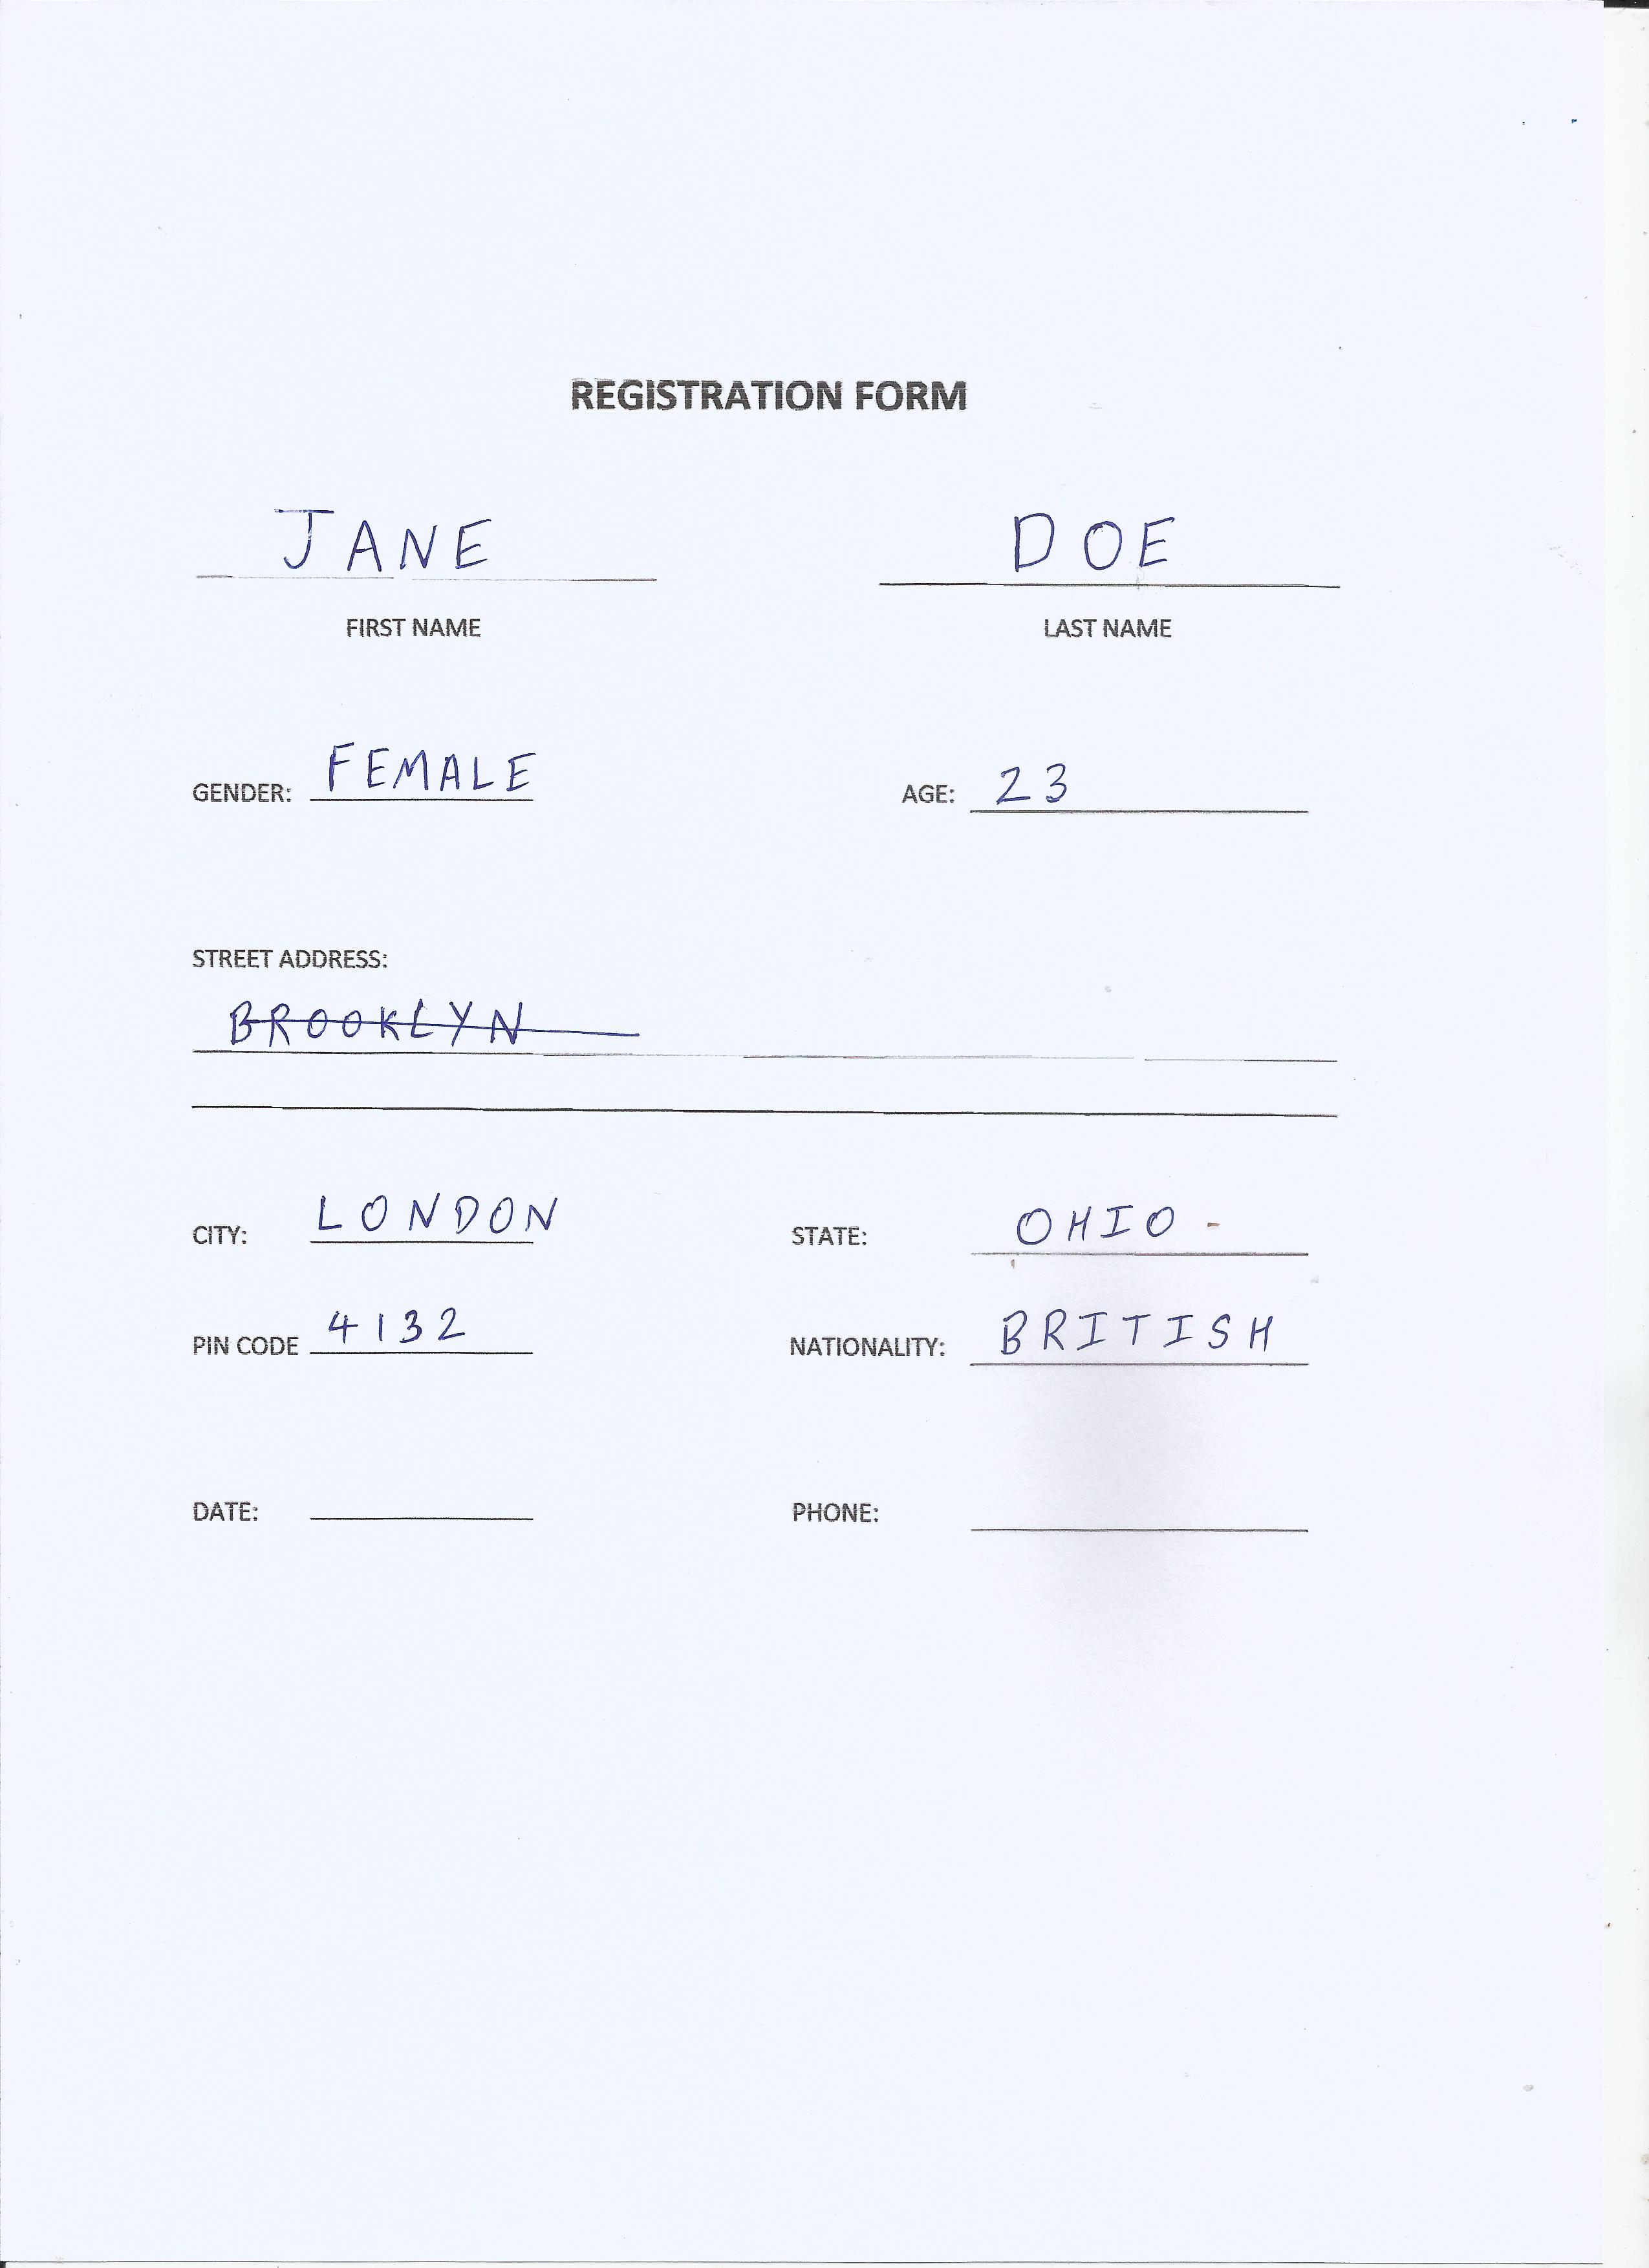 REGISTRATION FORM
JANE DOE
FIRST NAME LAST NAME
GENDER: FEMALE AGE: 23
STREET ADDRESS:
BROOKLYN
CITY: LONDON STATE: OHIO -
PIN CODE 4132 NATIONALITY: BRITISH
DATE: PHONE: